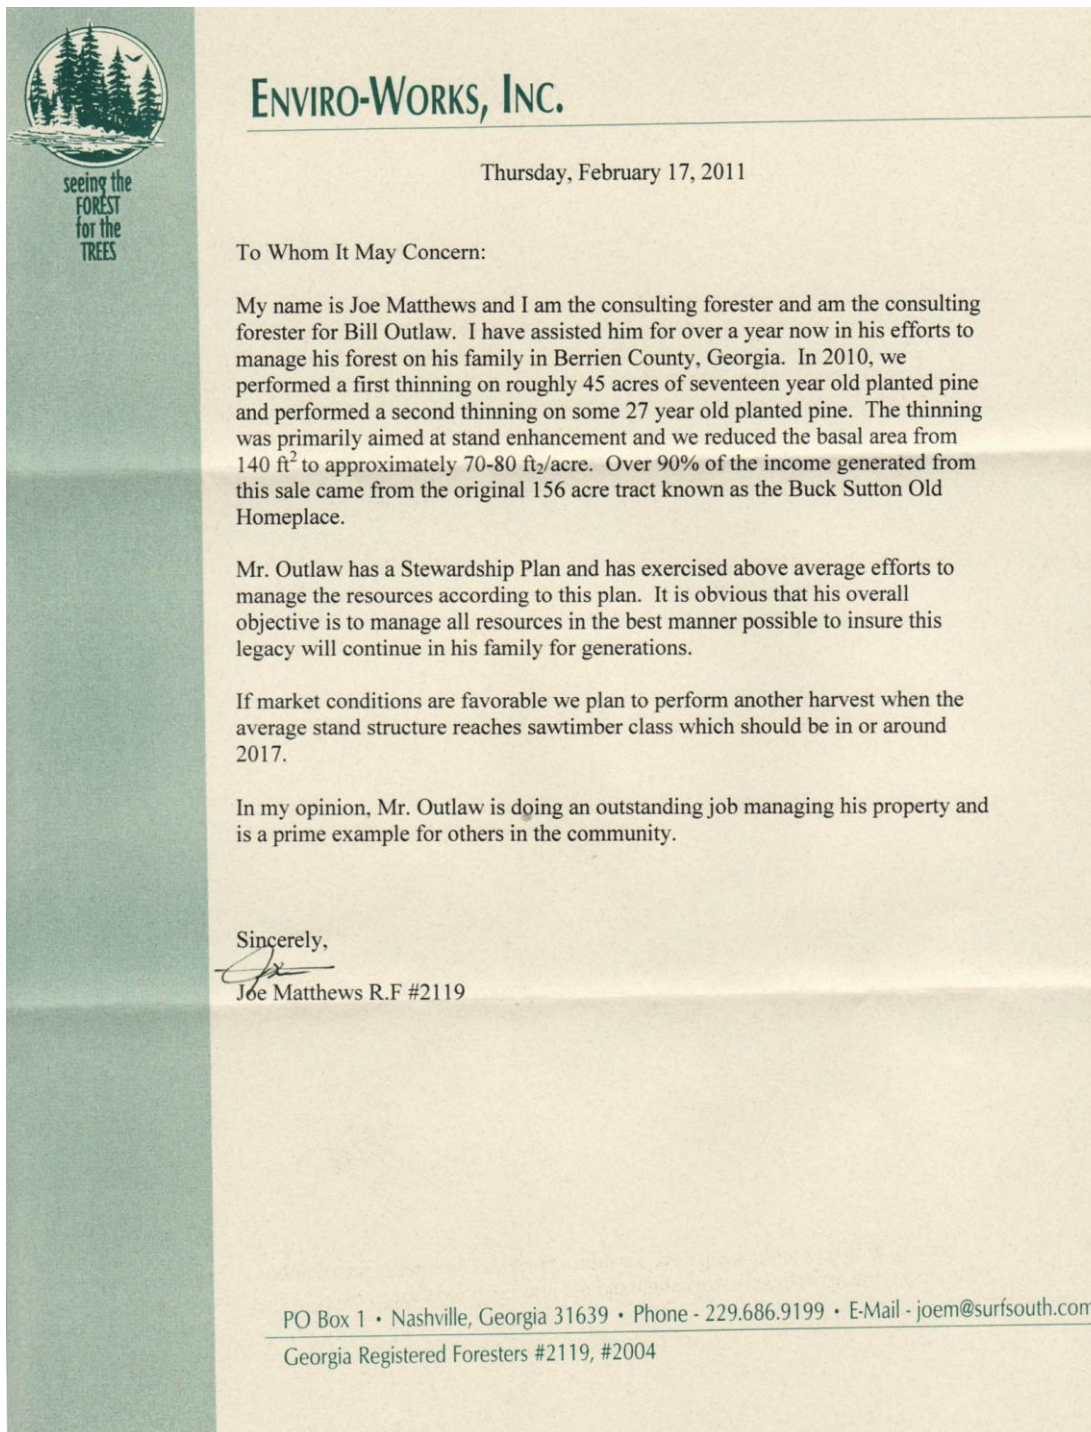 seeing the
FOREST
for the
TREES
ENVIRO-WORKS, INC.
Thursday, February 17, 2011
To Whom It May Concern:
My name is Joe Matthews and I am the consulting forester and am the consulting
forester for Bill Outlaw.  I have assisted him for over a year now in his efforts to
manage his forest on his family in Berrien County, Georgia.  In 2010, we
performed a first thinning on roughly 45 acres of seventeen year old planted pine
and performed a second thinning on some 27 year old planted pine.  The thinning
was primarily aimed at stand enhancement and we reduced the basal area from
140 ft² to approximately 70-80 ft₂/acre.  Over 90% of the income generated from
this sale came from the original 156 acre tract known as the Buck Sutton Old
Homeplace.
Mr. Outlaw has a Stewardship Plan and has exercised above average efforts to
manage the resources according to this plan.  It is obvious that his overall
objective is to manage all resources in the best manner possible to insure this
legacy will continue in his family for generations.
If market conditions are favorable we plan to perform another harvest when the
average stand structure reaches sawtimber class which should be in or around
2017.
In my opinion, Mr. Outlaw is doing an outstanding job managing his property and
is a prime example for others in the community.
Sincerely,
Joe
Joe Matthews R.F #2119
PO Box 1 • Nashville, Georgia 31639 • Phone - 229.686.9199 • E-Mail - joem@surfsouth.com
Georgia Registered Foresters #2119, #2004